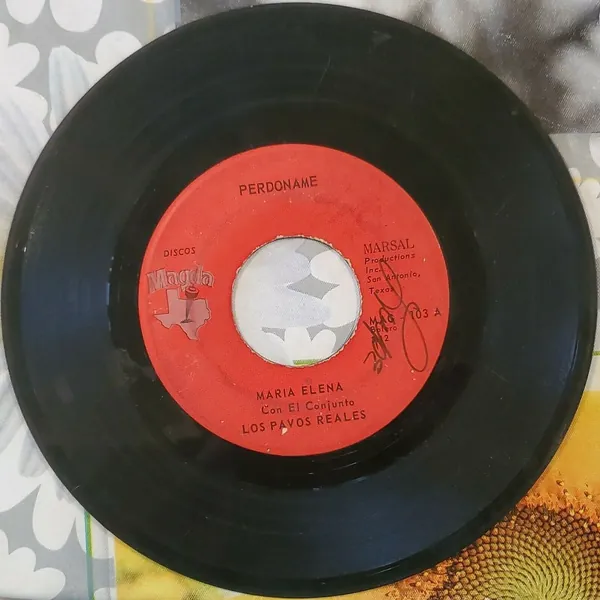 PERDONAME
DISCOS
Magda
MARSAL
Productions
Inc.
San Antonio,
Texas
MAG - 103 A
Bolero
MARIA ELENA
Con El Conjunto
LOS PAVOS REALES